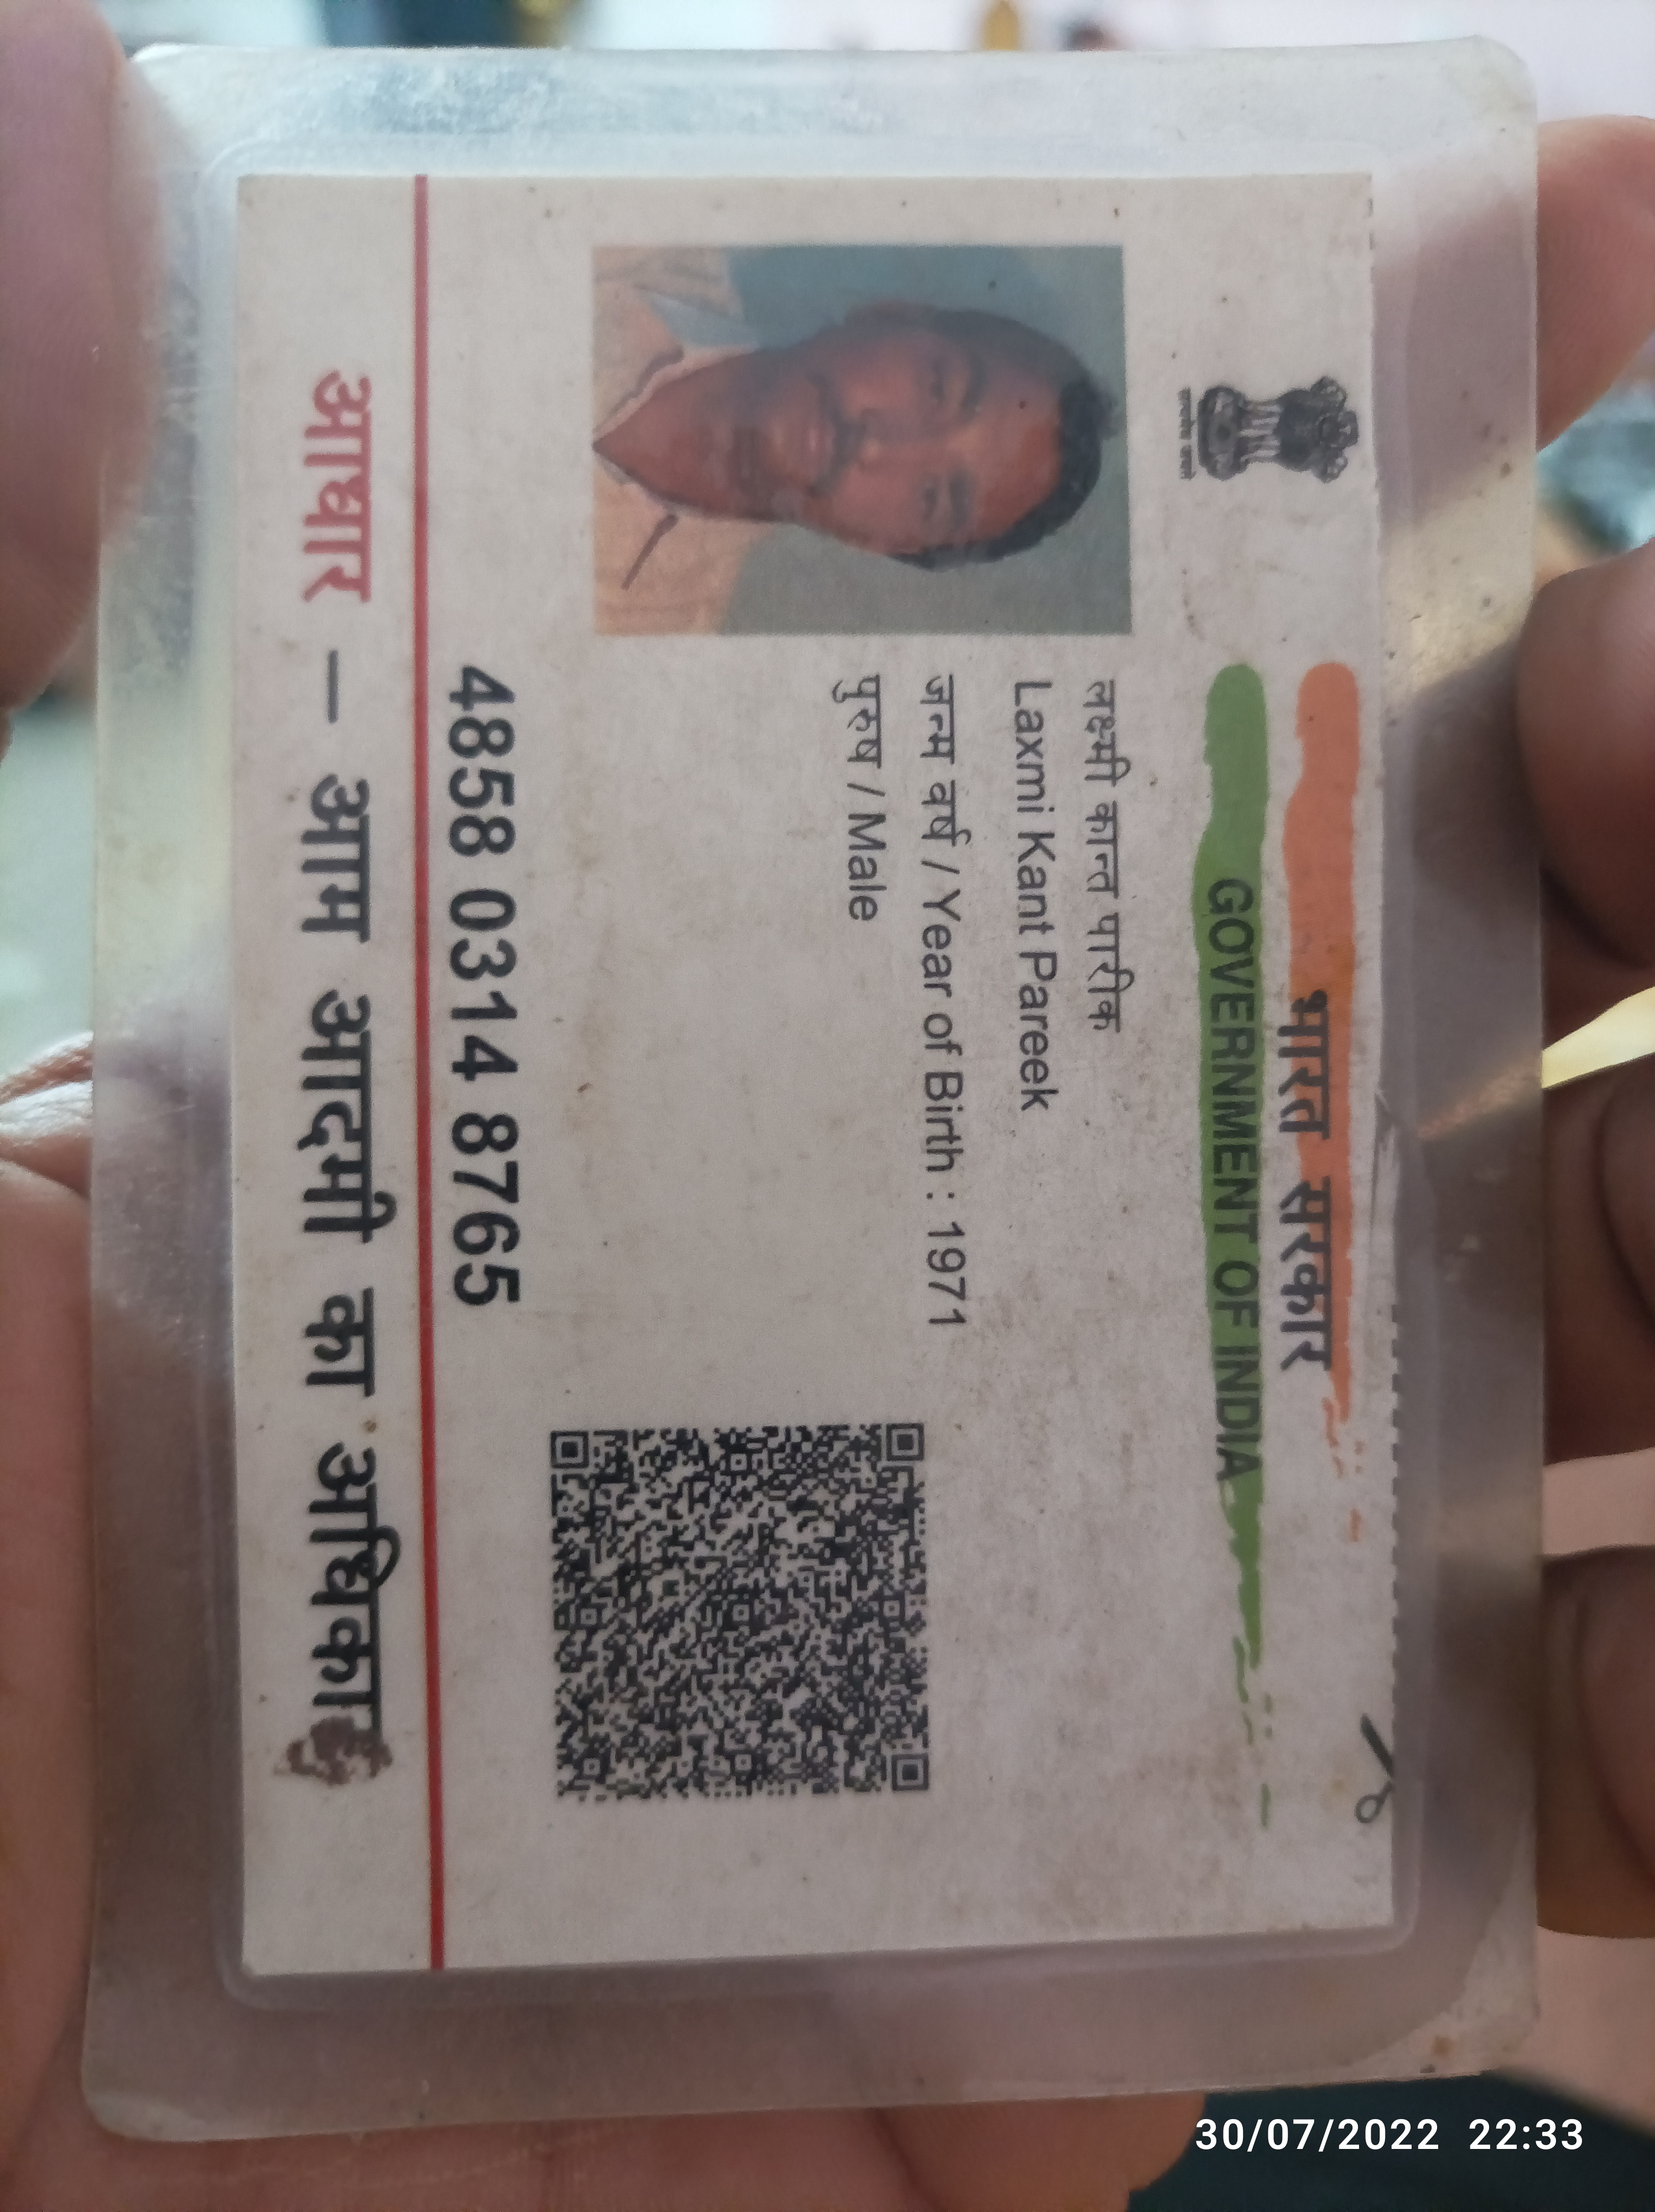 भारत सरकार
GOVERNMENT OF INDIA
लक्ष्मी कान्त पारीक
Laxmi Kant Pareek
जन्म वर्ष / Year of Birth : 1971
पुरुष / Male
4858 0314 8765
आधार — आम आदमी का अधिका
30/07/2022 22:33